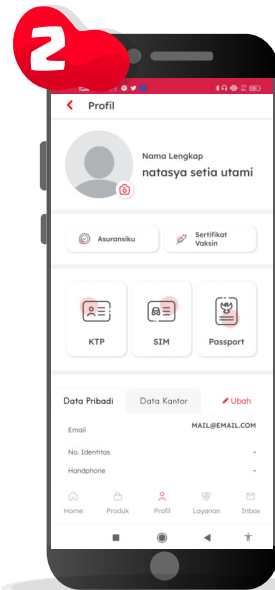 2
Profil
Nama Lengkap
natasya setia utami
Asuransiku
Sertifikat
Vaksin
KTP
SIM
Passport
Data Pribadi
Data Kantor
Ubah
Email
MAIL@EMAIL.COM
No. Identitas
-
Handphone
-
Home
Produk
Profil
Layanan
Inbox